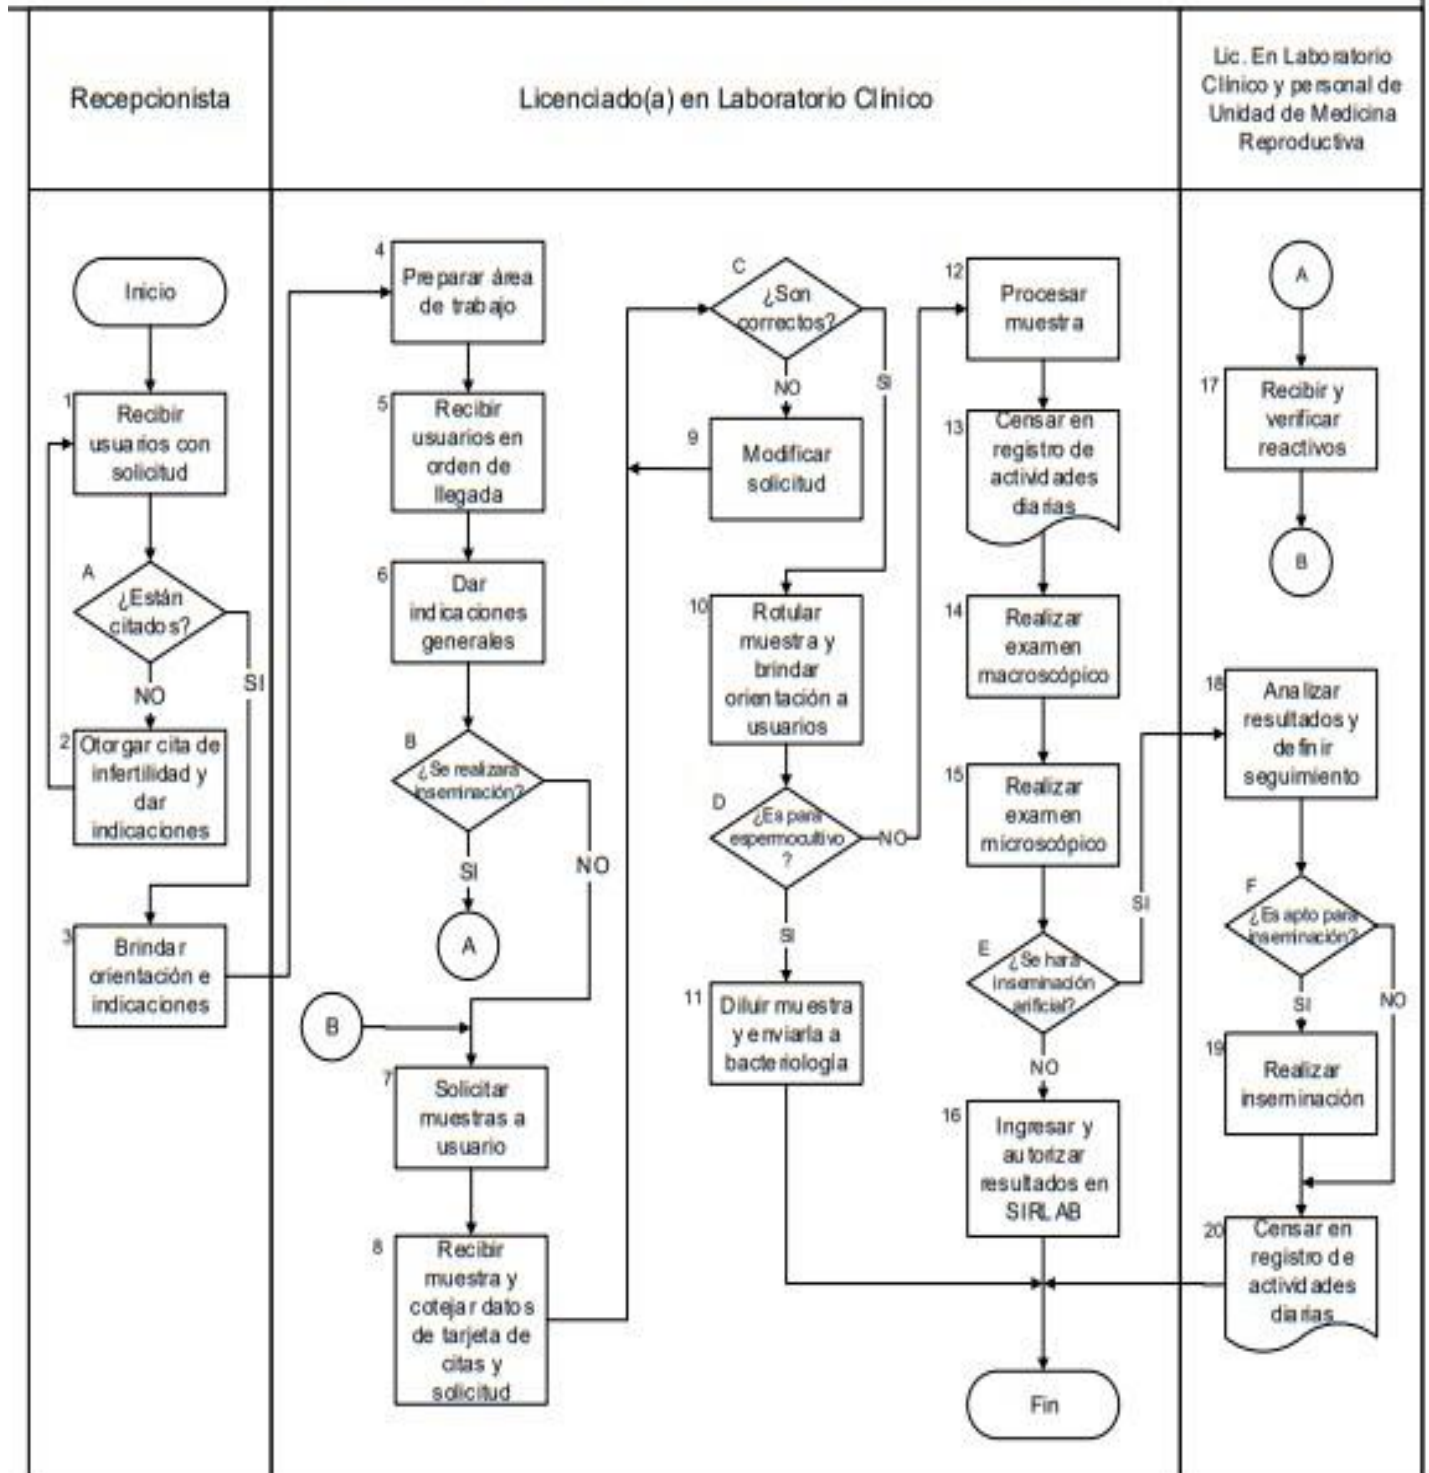 Recepcionista
Licenciado(a) en Laboratorio Clínico
Lic. En Laboratorio
Clínico y personal de
Unidad de Medicina
Reproductiva
Inicio
1
Recibir
usuarios con
solicitud
A
¿Están
citados?
SI
NO
2
Otorgar cita de
infertilidad y
dar
indicaciones
3
Brindar
orientación e
indicaciones
4
Preparar área
de trabajo
5
Recibir
usuarios en
orden de
llegada
6
Dar
indicaciones
generales
B
¿Se realizará
inseminación?
NO
SI
A
B
7
Solicitar
muestras a
usuario
8
Recibir
muestra y
cotejar datos
de tarjeta de
citas y
solicitud
C
¿Son
correctos?
NO
SI
9
Modificar
solicitud
10
Rotular
muestra y
brindar
orientación a
usuarios
D
¿Es para
espermocultivo
?
NO
SI
11
Diluir muestra
y enviarla a
bacteriología
12
Procesar
muestra
13
Censar en
registro de
actividades
diarias
14
Realizar
examen
macroscópico
15
Realizar
examen
microscópico
E
¿Se hará
inseminación
arificial?
SI
NO
16
Ingresar y
autorizar
resultados en
SIRLAB
Fin
A
17
Recibir y
verificar
reactivos
B
18
Analizar
resultados y
definir
seguimiento
F
¿Es apto para
inseminación?
SI
NO
19
Realizar
inseminación
20
Censar en
registro de
actividades
diarias